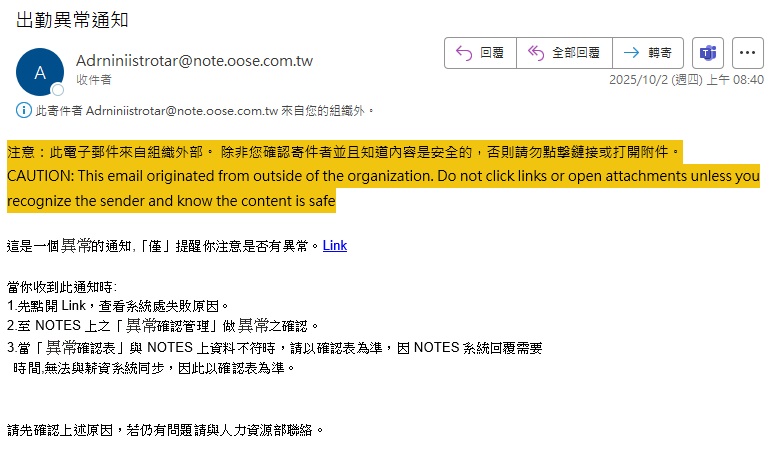 出勤異常通知
A
Adrniniistrotar@note.oose.com.tw
收件者
回覆
全部回覆
轉寄
2025/10/2 (週四) 上午 08:40
此寄件者 Adrniniistrotar@note.oose.com.tw 來自您的組織外。
注意：此電子郵件來自組織外部。 除非您確認寄件者並且知道內容是安全的，否則請勿點擊鏈接或打開附件。
CAUTION: This email originated from outside of the organization. Do not click links or open attachments unless you
recognize the sender and know the content is safe
這是一個異常的通知,「僅」提醒你注意是否有異常。Link
當你收到此通知時:
1.先點開 Link，查看系統處失敗原因。
2.至 NOTES 上之「異常確認管理」做異常之確認。
3.當「異常確認表」與 NOTES 上資料不符時，請以確認表為準，因 NOTES 系統回覆需要
時間,無法與薪資系統同步，因此以確認表為準。
請先確認上述原因，若仍有問題請與人力資源部聯絡。